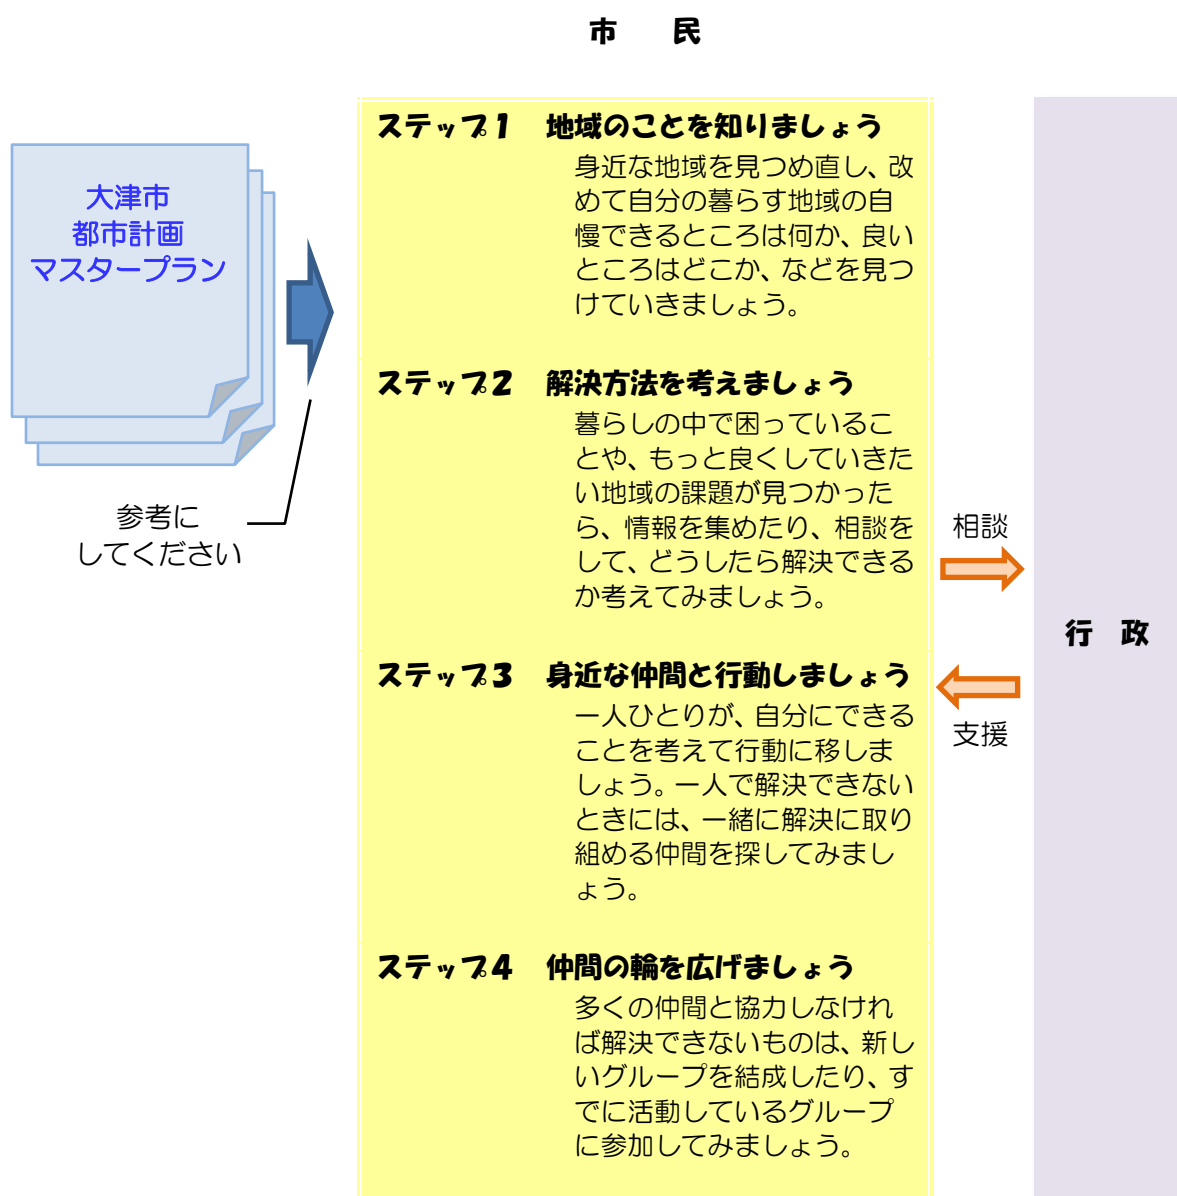 市　民
大津市
都市計画
マスタープラン
参考に
してください
ステップ1　地域のことを知りましょう
身近な地域を見つめ直し、改
めて自分の暮らす地域の自
慢できるところは何か、良い
ところはどこか、などを見つ
けていきましょう。
ステップ2　解決方法を考えましょう
暮らしの中で困っているこ
とや、もっと良くしていきた
い地域の課題が見つかった
ら、情報を集めたり、相談を
して、どうしたら解決できる
か考えてみましょう。
ステップ3　身近な仲間と行動しましょう
一人ひとりが、自分にできる
ことを考えて行動に移しま
しょう。一人で解決できない
ときには、一緒に解決に取り
組める仲間を探してみまし
ょう。
ステップ4　仲間の輪を広げましょう
多くの仲間と協力しなけれ
ば解決できないものは、新し
いグループを結成したり、す
でに活動しているグループ
に参加してみましょう。
相談
支援
行　政